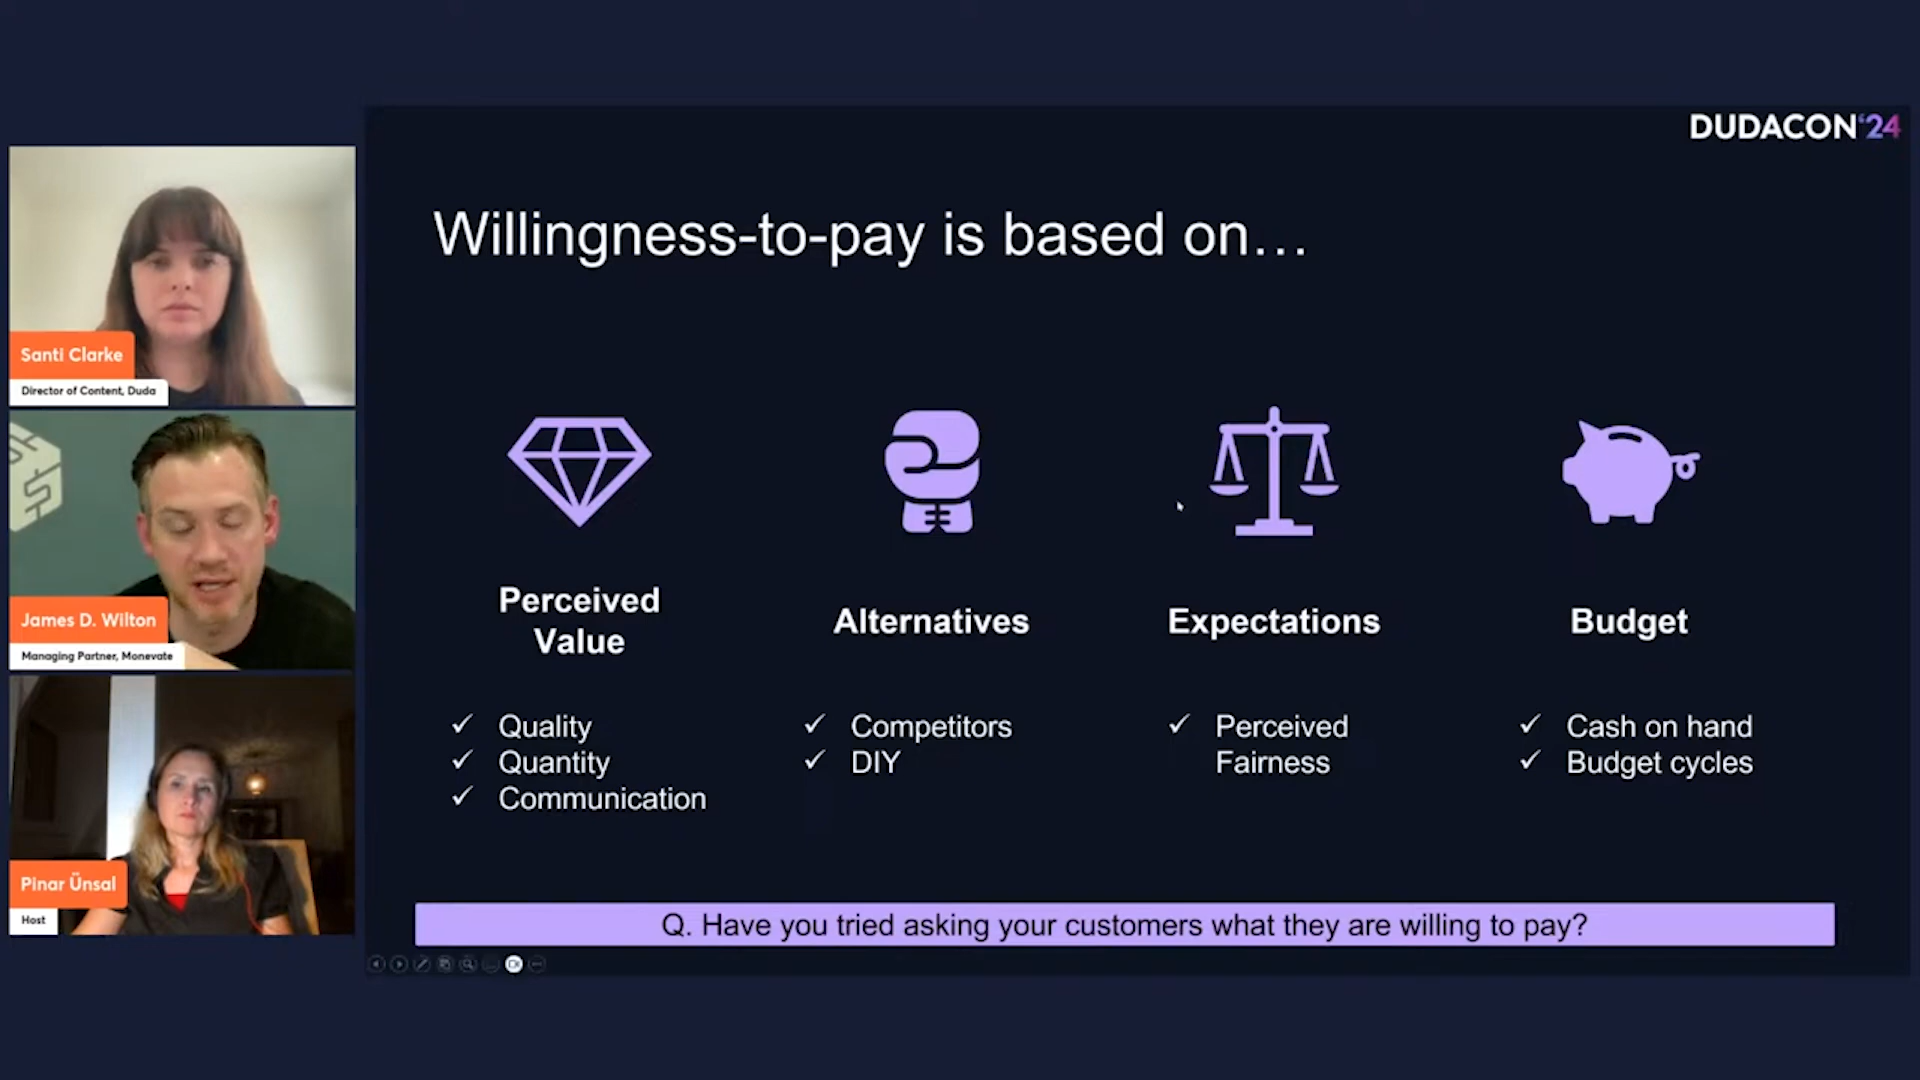 DUDACON'24
Willingness-to-pay is based on…
Santi Clarke
Director of Content, Duda
James D. Wilton
Managing Partner, Monevate
Pinar Ünsal
Host
Perceived
Value
✓ Quality
✓ Quantity
✓ Communication
Alternatives
✓ Competitors
✓ DIY
Expectations
✓ Perceived
Fairness
Budget
✓ Cash on hand
✓ Budget cycles
Q. Have you tried asking your customers what they are willing to pay?